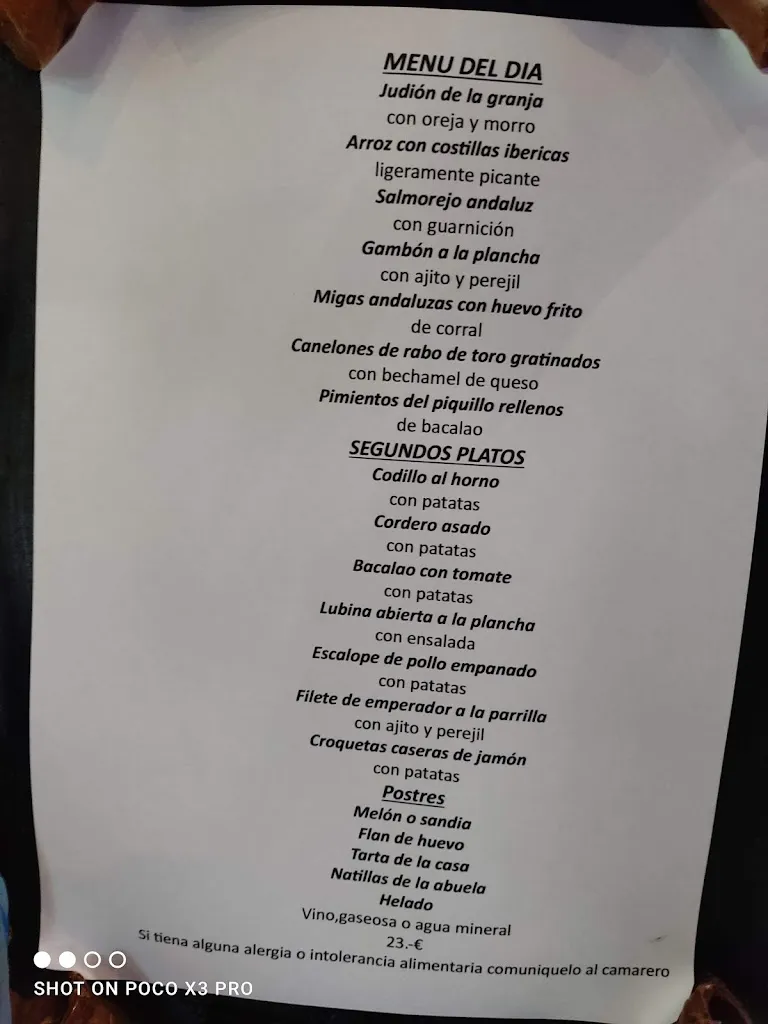 MENU DEL DIA
Judión de la granja
con oreja y morro
Arroz con costillas ibericas
ligeramente picante
Salmorejo andaluz
con guarnición
Gambón a la plancha
con ajito y perejil
Migas andaluzas con huevo frito
de corral
Canelones de rabo de toro gratinados
con bechamel de queso
Pimientos del piquillo rellenos
de bacalao
SEGUNDOS PLATOS
Codillo al horno
con patatas
Cordero asado
con patatas
Bacalao con tomate
con patatas
Lubina abierta a la plancha
con ensalada
Escalope de pollo empanado
con patatas
Filete de emperador a la parrilla
con ajito y perejil
Croquetas caseras de jamón
con patatas
Postres
Melón o sandia
Flan de huevo
Tarta de la casa
Natillas de la abuela
Helado
Vino,gaseosa o agua mineral
23.-€
Si tiena alguna alergia o intolerancia alimentaria comuniquelo al camarero
SHOT ON POCO X3 PRO